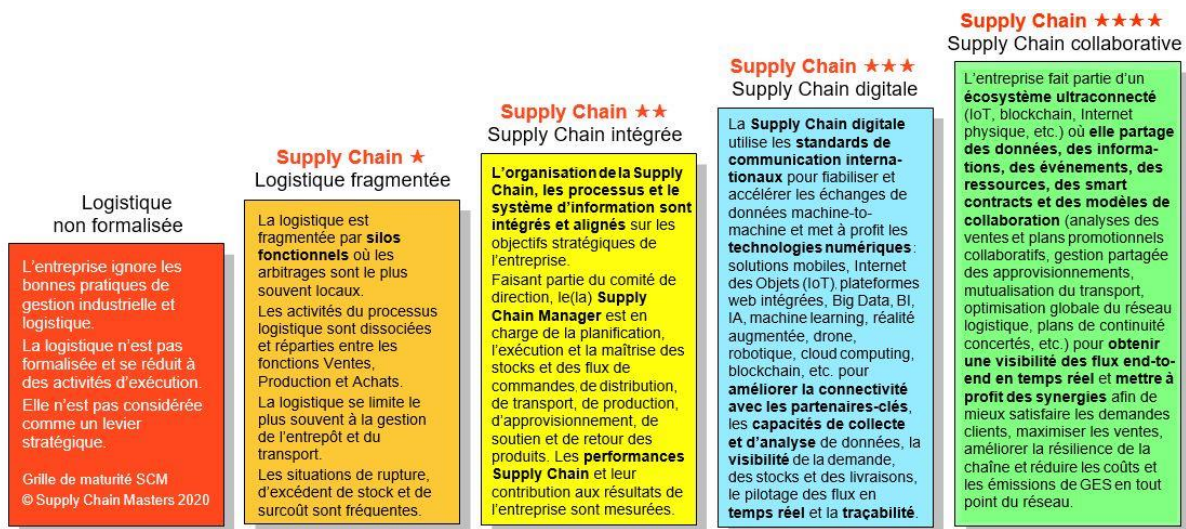 Logistique
non formalisée
L'entreprise ignore les
bonnes pratiques de
gestion industrielle et
logistique.
La logistique n'est pas
formalisée et se réduit à
des activités d'exécution.
Elle n'est pas considérée
comme un levier
stratégique.
Grille de maturité SCM
© Supply Chain Masters 2020
Supply Chain ★
Logistique fragmentée
La logistique est
fragmentée par silos
fonctionnels où les
arbitrages sont le plus
souvent locaux.
Les activités du processus
logistique sont dissociées
et réparties entre les
fonctions Ventes,
Production et Achats.
La logistique se limite le
plus souvent à la gestion
de l'entrepôt et du
transport.
Les situations de rupture,
d'excédent de stock et de
surcoût sont fréquentes.
Supply Chain ★★
Supply Chain intégrée
L'organisation de la Supply
Chain, les processus et le
système d'information sont
intégrés et alignés sur les
objectifs stratégiques de
l'entreprise.
Faisant partie du comité de
direction, le(la) Supply
Chain Manager est en
charge de la planification,
l'exécution et la maîtrise des
stocks et des flux de
commandes, de distribution,
de transport, de production,
d'approvisionnement, de
soutien et de retour des
produits. Les performances
Supply Chain et leur
contribution aux résultats de
l'entreprise sont mesurées.
Supply Chain ★★★
Supply Chain digitale
La Supply Chain digitale
utilise les standards de
communication interna-
tionaux pour fiabiliser et
accélérer les échanges de
données machine-to-
machine et met à profit les
technologies numériques:
solutions mobiles, Internet
des Objets (IoT), plateformes
web intégrées, Big Data, BI,
IA, machine learning, réalité
augmentée, drone,
robotique, cloud computing,
blockchain, etc. pour
améliorer la connectivité
avec les partenaires-clés,
les capacités de collecte
et d'analyse de données, la
visibilité de la demande,
des stocks et des livraisons,
le pilotage des flux en
temps réel et la traçabilité.
Supply Chain ★★★★
Supply Chain collaborative
L'entreprise fait partie d'un
écosystème ultraconnecté
(IoT, blockchain, Internet
physique, etc.) où elle partage
des données, des informa-
tions, des événements, des
ressources, des smart
contracts et des modèles de
collaboration (analyses des
ventes et plans promotionnels
collaboratifs, gestion partagée
des approvisionnements,
mutualisation du transport,
optimisation globale du réseau
logistique, plans de continuité
concertés, etc.) pour obtenir
une visibilité des flux end-to-
end en temps réel et mettre à
profit des synergies afin de
mieux satisfaire les demandes
clients, maximiser les ventes,
améliorer la résilience de la
chaîne et réduire les coûts et
les émissions de GES en tout
point du réseau.